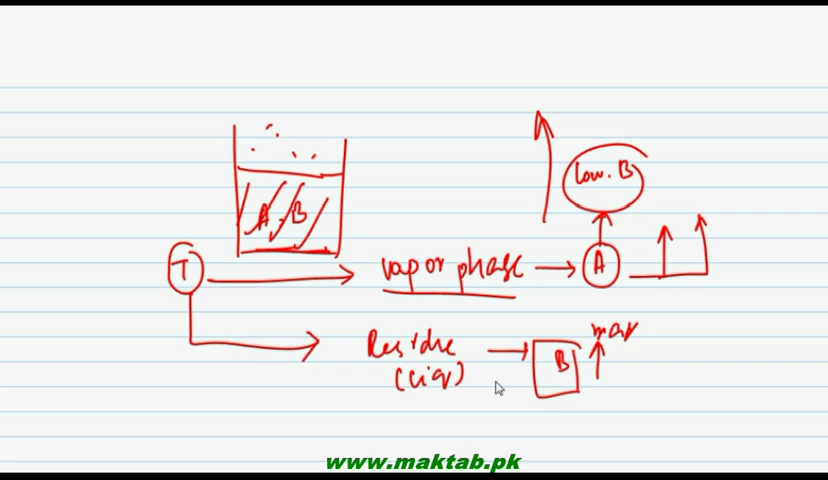 Low. B
A, B
T
vapor phase
A
max
Residue
B
(liq)
www.maktab.pk